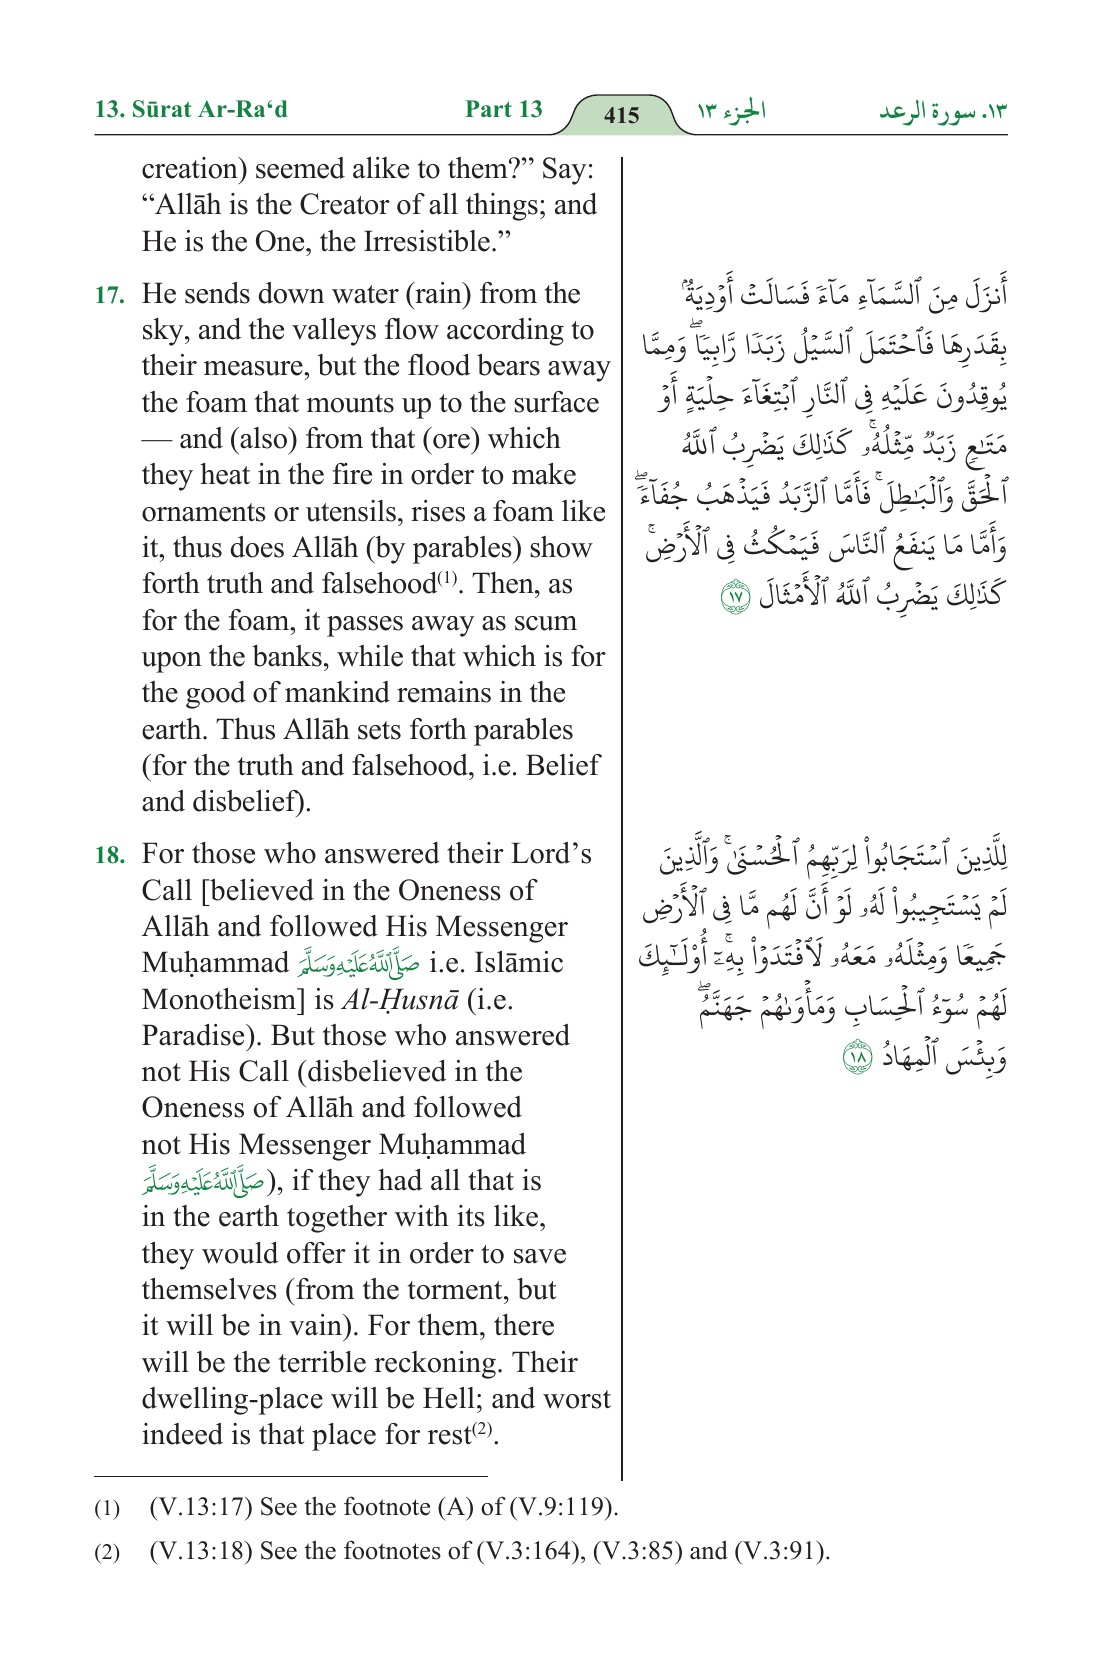 13. Sūrat Ar-Ra‘d Part 13 415 الجزء ١٣ ١٣. سورة الرعد
creation) seemed alike to them?” Say:
“Allāh is the Creator of all things; and
He is the One, the Irresistible.”
17. He sends down water (rain) from the
sky, and the valleys flow according to
their measure, but the flood bears away
the foam that mounts up to the surface
— and (also) from that (ore) which
they heat in the fire in order to make
ornaments or utensils, rises a foam like
it, thus does Allāh (by parables) show
forth truth and falsehood(1). Then, as
for the foam, it passes away as scum
upon the banks, while that which is for
the good of mankind remains in the
earth. Thus Allāh sets forth parables
(for the truth and falsehood, i.e. Belief
and disbelief).
أَنزَلَ مِنَ ٱلسَّمَآءِ مَآءً فَسَالَتْ أَوْدِيَةٌۢ
بِقَدَرِهَا فَٱحْتَمَلَ ٱلسَّيْلُ زَبَدًا رَّابِيًا ۖ وَمِمَّا
يُوقِدُونَ عَلَيْهِ فِى ٱلنَّارِ ٱبْتِغَآءَ حِلْيَةٍ أَوْ
مَتَـٰعٍ زَبَدٌ مِّثْلُهُۥ ۚ كَذَٰلِكَ يَضْرِبُ ٱللَّهُ
ٱلْحَقَّ وَٱلْبَـٰطِلَ ۚ فَأَمَّا ٱلزَّبَدُ فَيَذْهَبُ جُفَآءً ۖ
وَأَمَّا مَا يَنفَعُ ٱلنَّاسَ فَيَمْكُثُ فِى ٱلْأَرْضِ ۚ
كَذَٰلِكَ يَضْرِبُ ٱللَّهُ ٱلْأَمْثَالَ ١٧
18. For those who answered their Lord’s
Call [believed in the Oneness of
Allāh and followed His Messenger
Muḥammad صَلَّى ٱللَّهُ عَلَيْهِ وَسَلَّمَ i.e. Islāmic
Monotheism] is Al-Ḥusnā (i.e.
Paradise). But those who answered
not His Call (disbelieved in the
Oneness of Allāh and followed
not His Messenger Muḥammad
صَلَّى ٱللَّهُ عَلَيْهِ وَسَلَّمَ), if they had all that is
in the earth together with its like,
they would offer it in order to save
themselves (from the torment, but
it will be in vain). For them, there
will be the terrible reckoning. Their
dwelling-place will be Hell; and worst
indeed is that place for rest(2).
لِلَّذِينَ ٱسْتَجَابُوا۟ لِرَبِّهِمُ ٱلْحُسْنَىٰ ۚ وَٱلَّذِينَ
لَمْ يَسْتَجِيبُوا۟ لَهُۥ لَوْ أَنَّ لَهُم مَّا فِى ٱلْأَرْضِ
جَمِيعًا وَمِثْلَهُۥ مَعَهُۥ لَٱفْتَدَوْا۟ بِهِۦٓ ۚ أُو۟لَـٰٓئِكَ
لَهُمْ سُوٓءُ ٱلْحِسَابِ وَمَأْوَىٰهُمْ جَهَنَّمُ ۖ
وَبِئْسَ ٱلْمِهَادُ ١٨
(1) (V.13:17) See the footnote (A) of (V.9:119).
(2) (V.13:18) See the footnotes of (V.3:164), (V.3:85) and (V.3:91).